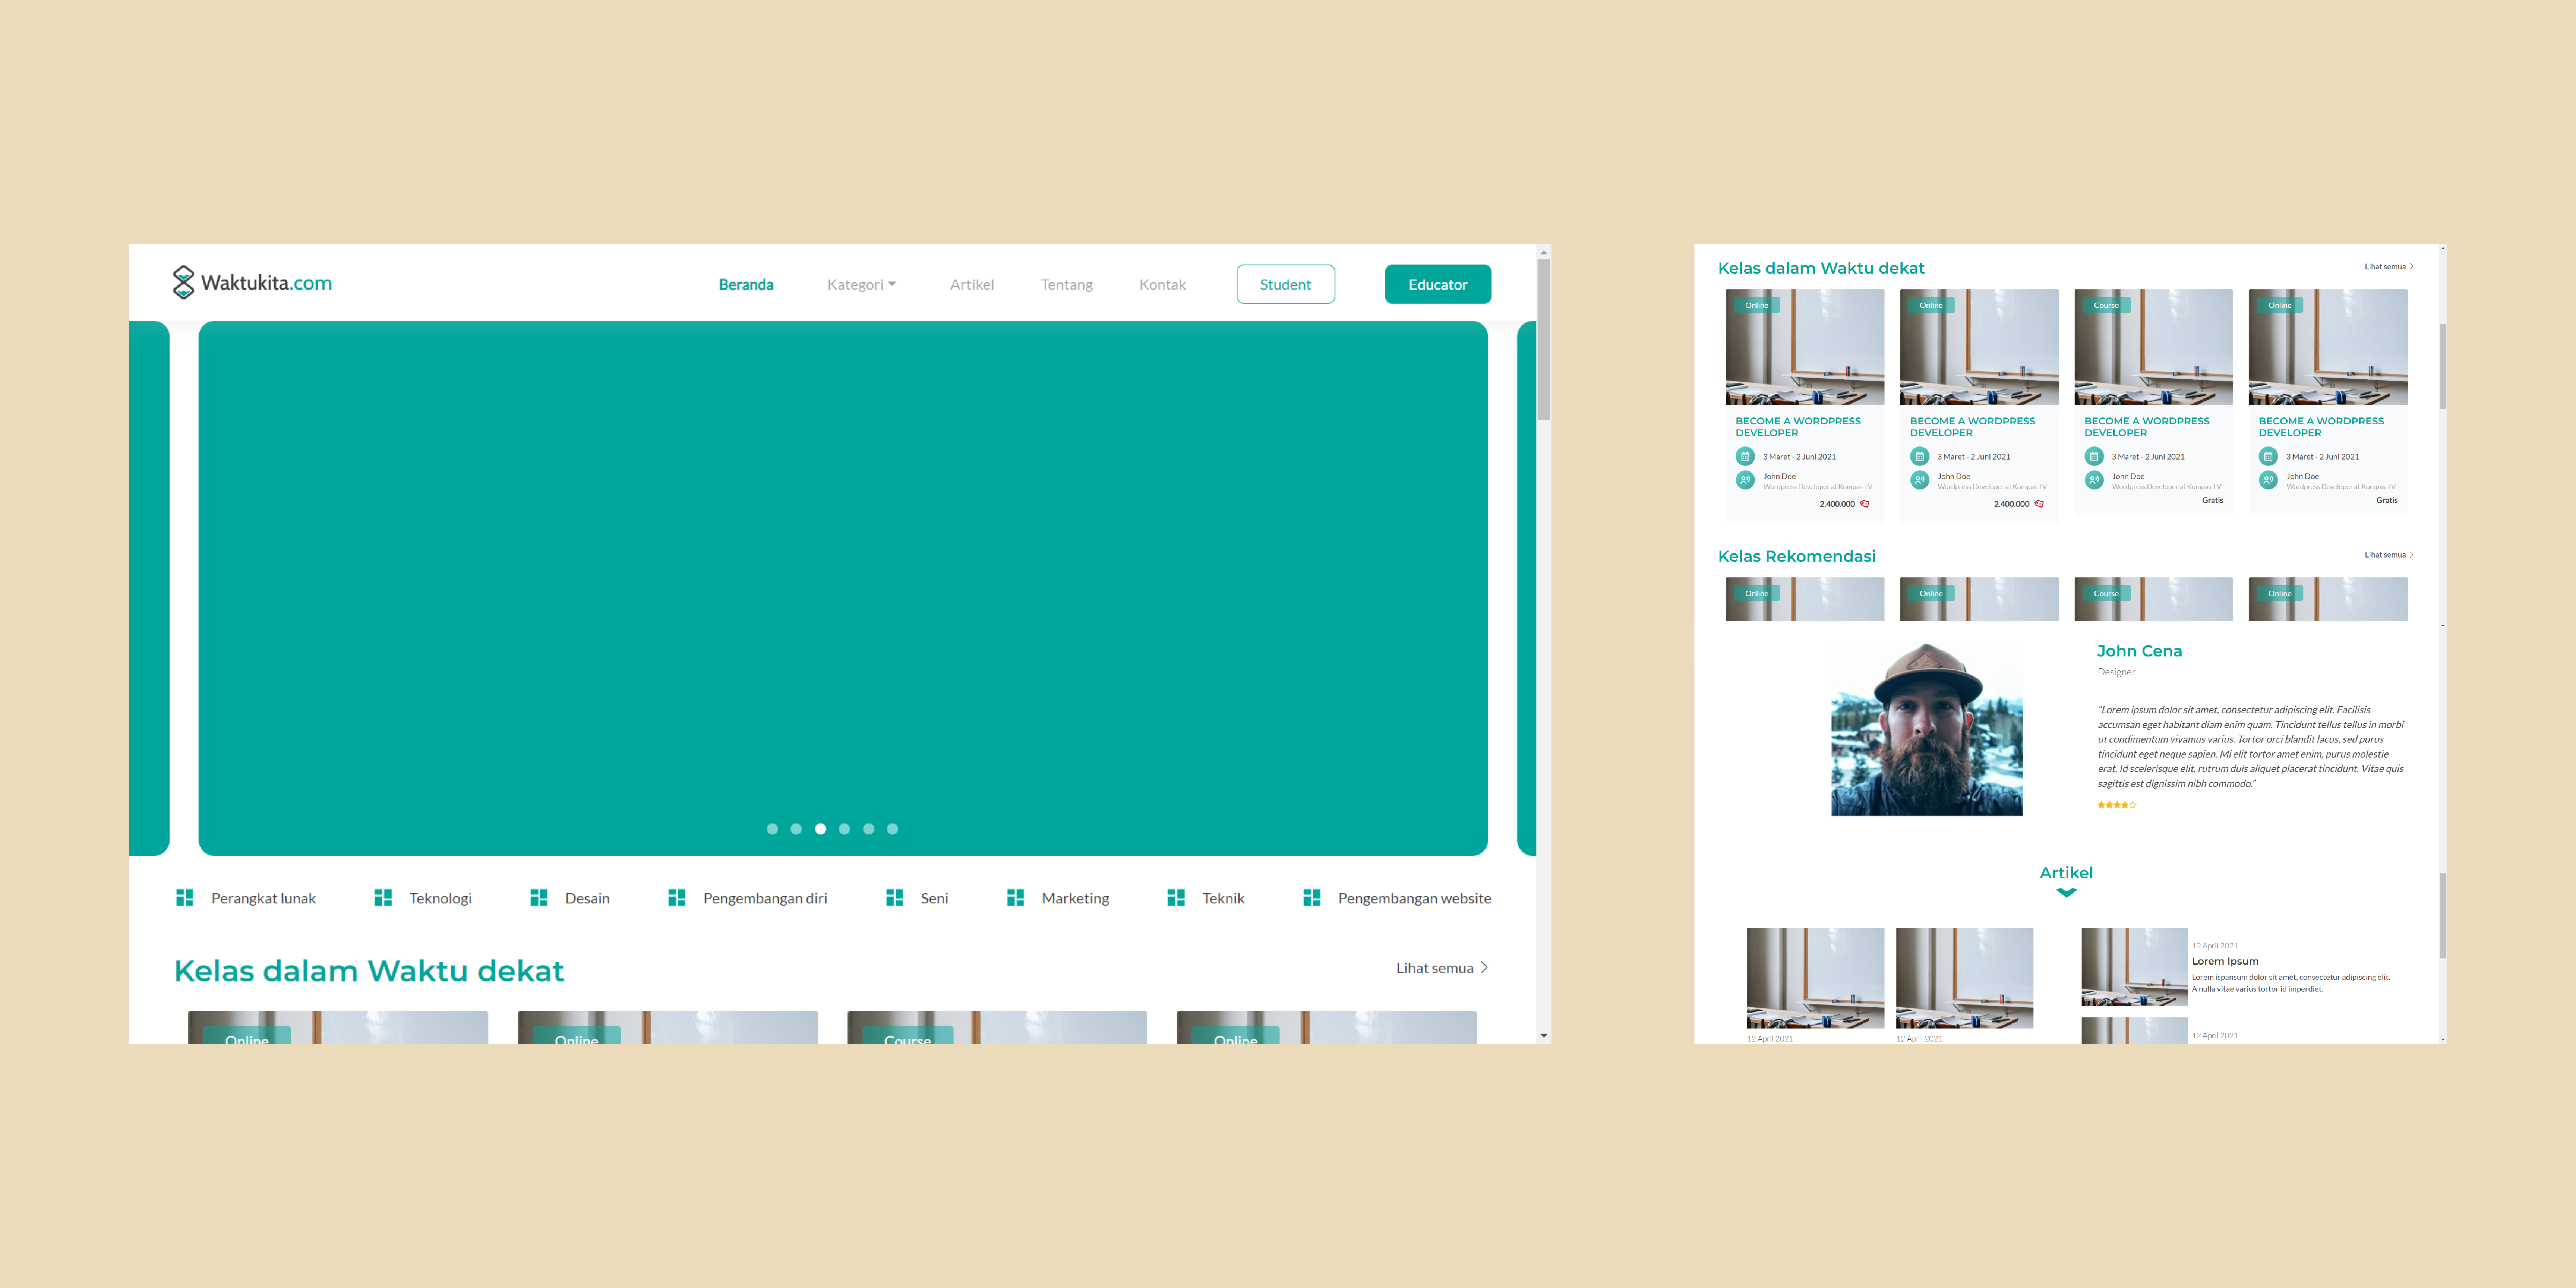 Waktukita.com
Beranda
Kategori
Artikel
Tentang
Kontak
Student
Educator
Perangkat lunak
Teknologi
Desain
Pengembangan diri
Seni
Marketing
Teknik
Pengembangan website
Kelas dalam Waktu dekat
Lihat semua
Online
Online
Course
Online
Kelas dalam Waktu dekat
Lihat semua
Online
Online
Course
Online
BECOME A WORDPRESS
DEVELOPER
3 Maret - 2 Juni 2021
John Doe
Wordpress Developer at Kompas TV
2.400.000
BECOME A WORDPRESS
DEVELOPER
3 Maret - 2 Juni 2021
John Doe
Wordpress Developer at Kompas TV
2.400.000
BECOME A WORDPRESS
DEVELOPER
3 Maret - 2 Juni 2021
John Doe
Wordpress Developer at Kompas TV
Gratis
BECOME A WORDPRESS
DEVELOPER
3 Maret - 2 Juni 2021
John Doe
Wordpress Developer at Kompas TV
Gratis
Kelas Rekomendasi
Lihat semua
Online
Online
Course
Online
John Cena
Designer
"Lorem ipsum dolor sit amet, consectetur adipiscing elit. Facilisis
accumsan eget habitant diam enim quam. Tincidunt tellus tellus in morbi
ut condimentum vivamus varius. Tortor orci blandit lacus, sed purus
tincidunt eget neque sapien. Mi elit tortor amet enim, purus molestie
erat. Id scelerisque elit, rutrum duis aliquet placerat tincidunt. Vitae quis
sagittis est dignissim nibh commodo."
Artikel
12 April 2021
12 April 2021
12 April 2021
Lorem Ipsum
Lorem ispansum dolor sit amet, consectetur adipiscing elit.
A nulla vitae varius tortor id imperdiet.
12 April 2021